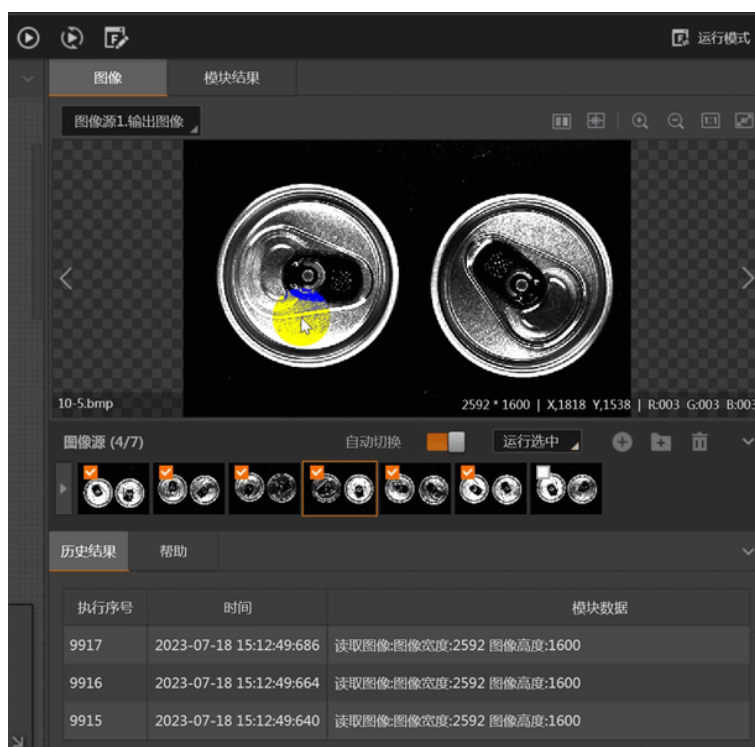 运行模式
图像 模块结果
图像源1.输出图像
1:1
10-5.bmp 2592 * 1600 | X,1818 Y,1538 | R:003 G:003 B:003
图像源 (4/7) 自动切换 运行选中
历史结果 帮助
执行序号 时间 模块数据
9917 2023-07-18 15:12:49:686 读取图像:图像宽度:2592 图像高度:1600
9916 2023-07-18 15:12:49:664 读取图像:图像宽度:2592 图像高度:1600
9915 2023-07-18 15:12:49:640 读取图像:图像宽度:2592 图像高度:1600